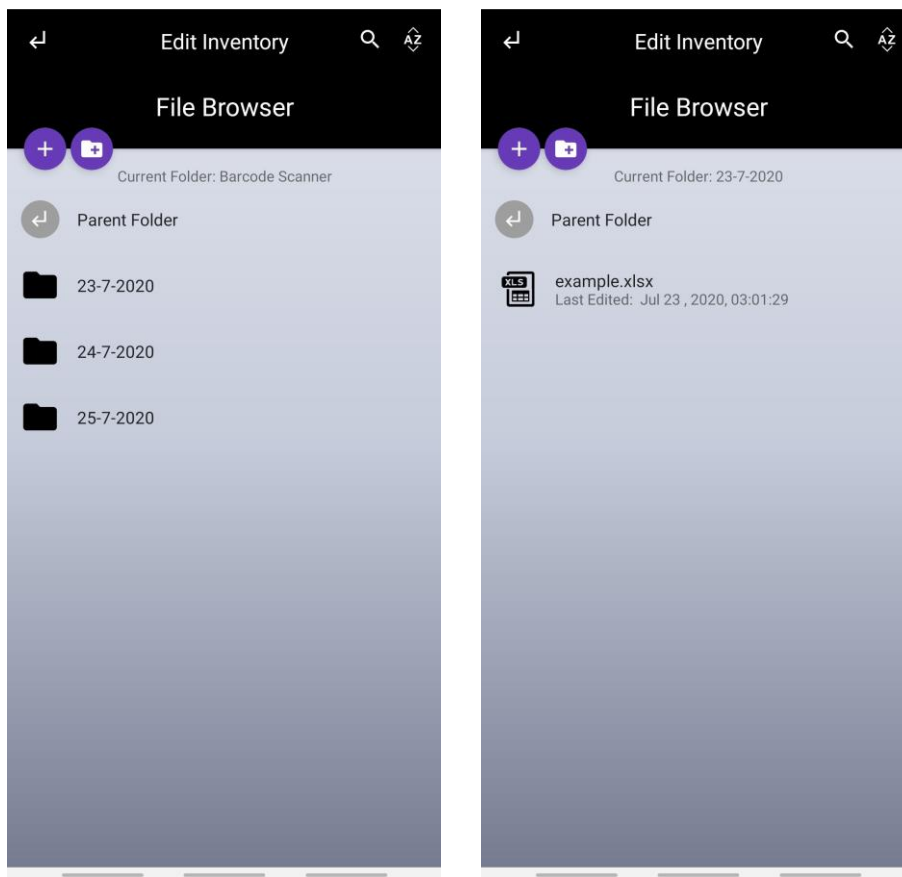 Edit Inventory
AZ
File Browser
Current Folder: Barcode Scanner
Parent Folder
23-7-2020
24-7-2020
25-7-2020
Edit Inventory
AZ
File Browser
Current Folder: 23-7-2020
Parent Folder
XLS
example.xlsx
Last Edited: Jul 23 , 2020, 03:01:29